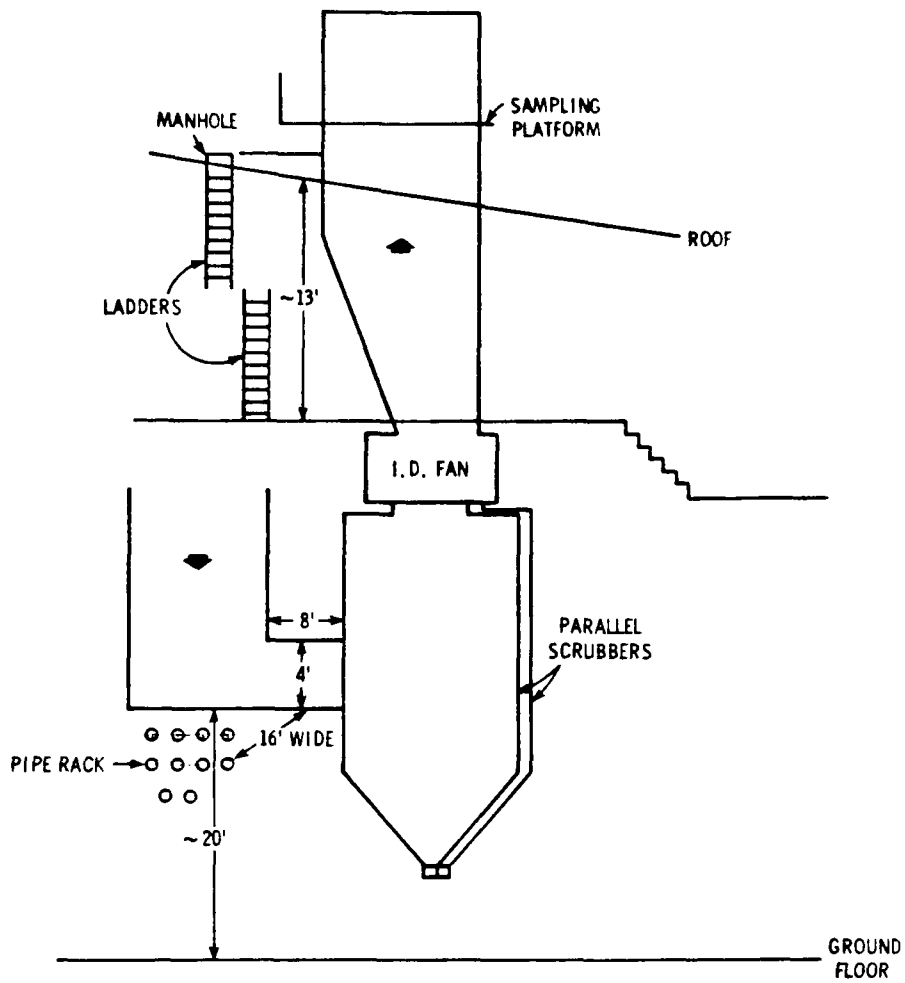 SAMPLING
PLATFORM
MANHOLE
ROOF
LADDERS
~13'
I.D. FAN
8'
PARALLEL
SCRUBBERS
4'
16' WIDE
PIPE RACK
~20'
GROUND
FLOOR